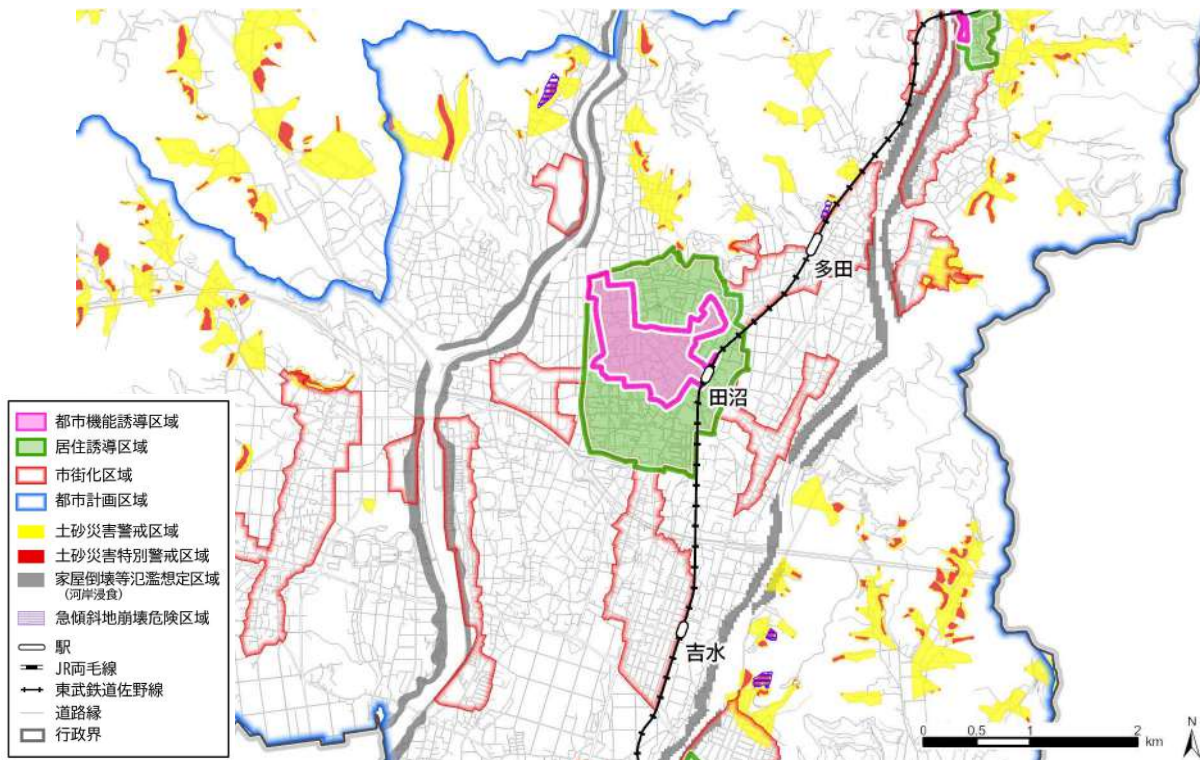 多田
田沼
吉水
都市機能誘導区域
居住誘導区域
市街化区域
都市計画区域
土砂災害警戒区域
土砂災害特別警戒区域
家屋倒壊等氾濫想定区域
(河岸浸食)
急傾斜地崩壊危険区域
駅
JR両毛線
東武鉄道佐野線
道路縁
行政界
0 0.5 1 2
km
N